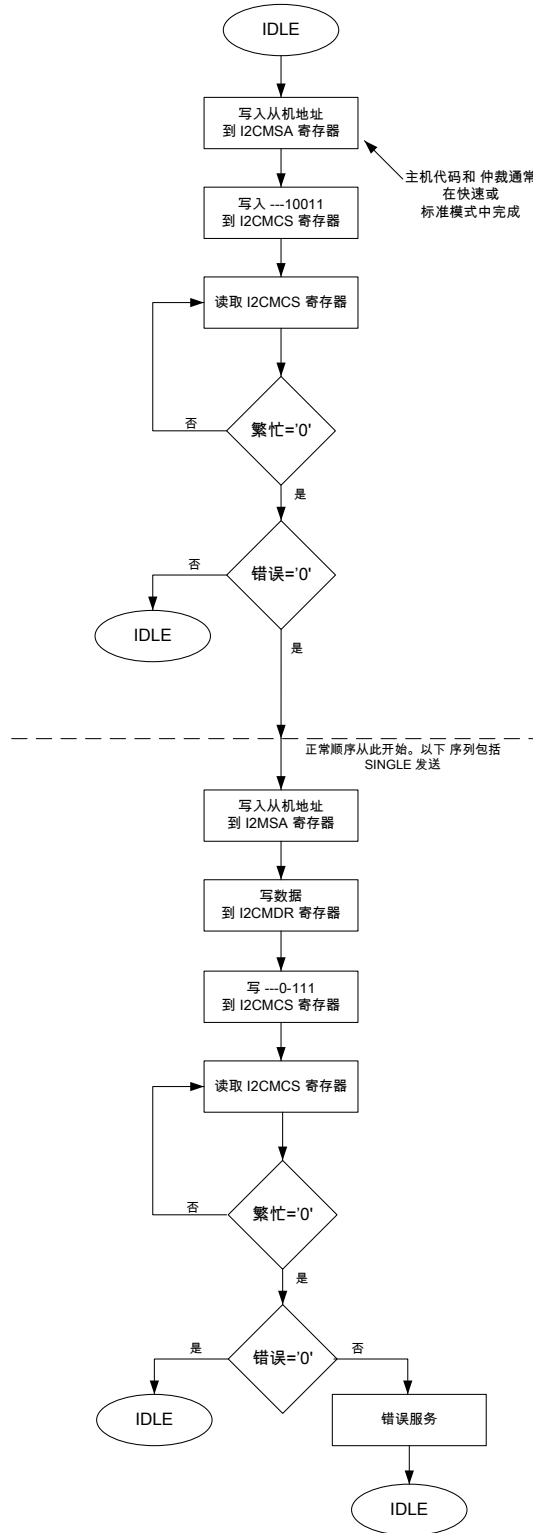 IDLE
写入从机地址
到 I2CMSA 寄存器
主机代码和 仲裁通常
在快速或
标准模式中完成
写入 ---10011
到 I2CMCS 寄存器
读取 I2CMCS 寄存器
繁忙='0'
否
是
错误='0'
否
IDLE
是
正常顺序从此开始。以下 序列包括
SINGLE 发送
写入从机地址
到 I2MSA 寄存器
写数据
到 I2CMDR 寄存器
写 ---0-111
到 I2CMCS 寄存器
读取 I2CMCS 寄存器
繁忙='0'
否
是
错误='0'
是
否
IDLE
错误服务
IDLE